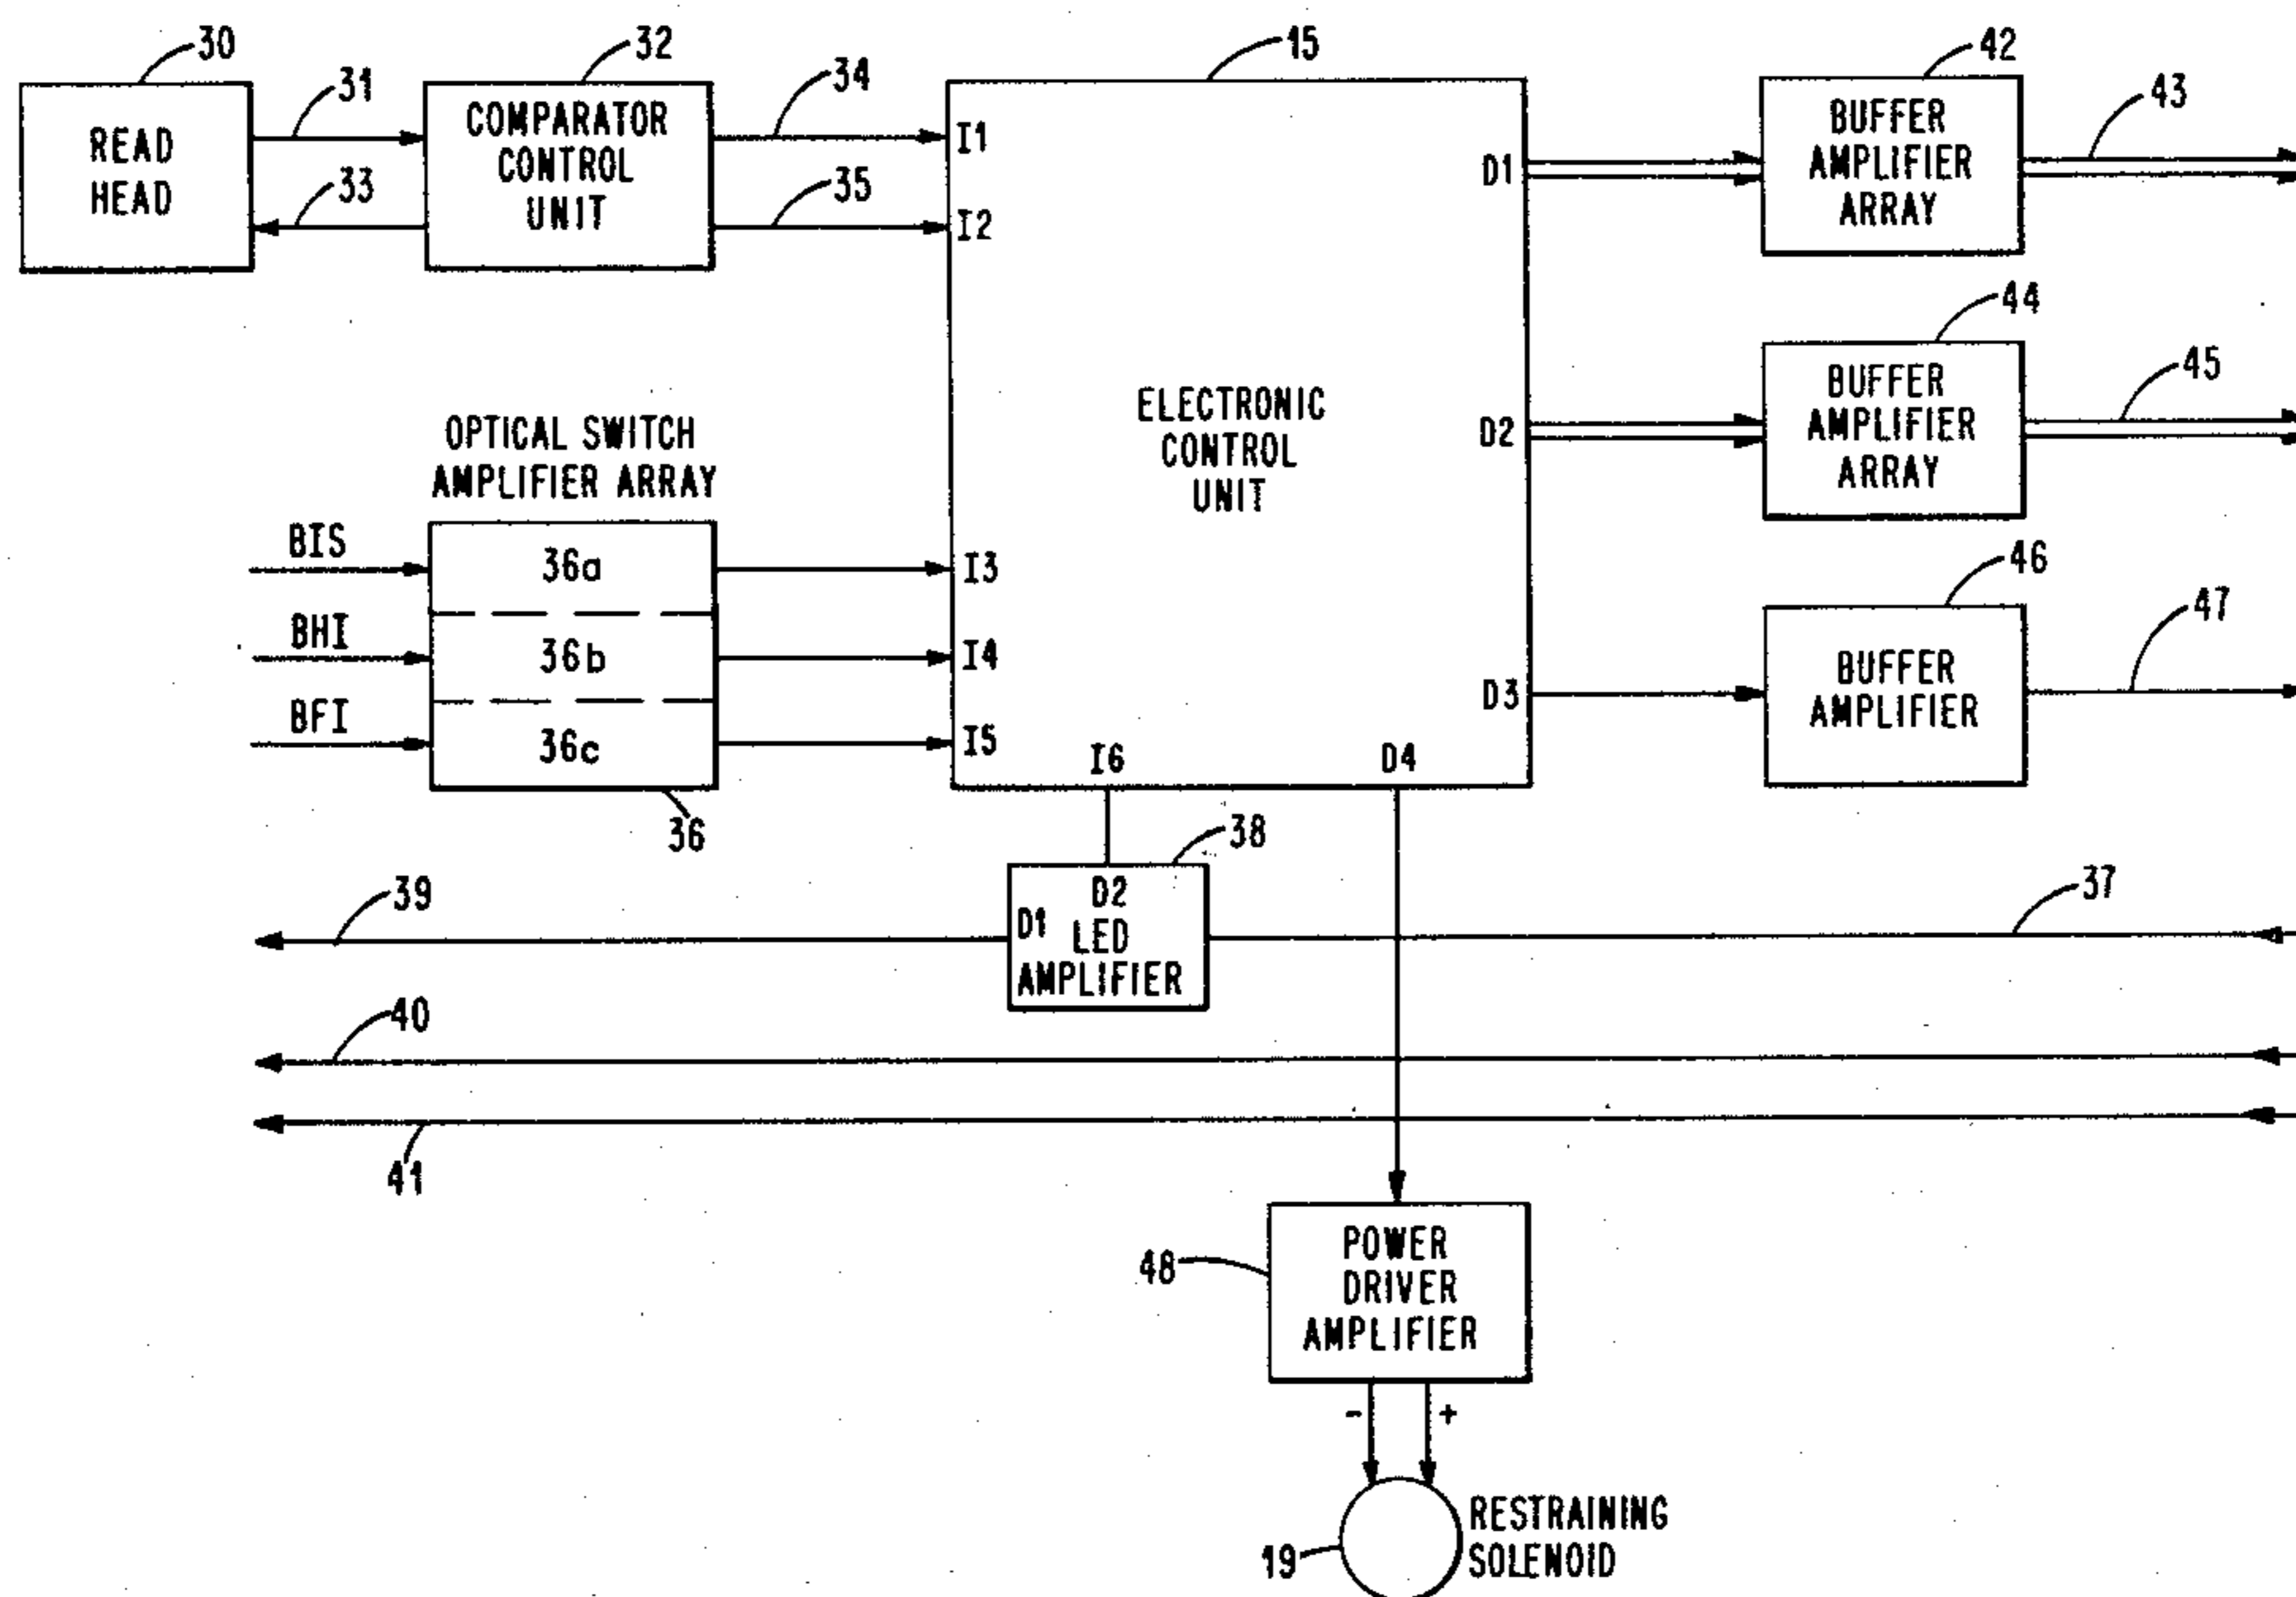 30
31
32
34
15
42
43
READ
HEAD
COMPARATOR
CONTROL
UNIT
33
35
I1
I2
D1
BUFFER
AMPLIFIER
ARRAY
44
45
OPTICAL SWITCH
AMPLIFIER ARRAY
ELECTRONIC
CONTROL
UNIT
D2
BUFFER
AMPLIFIER
ARRAY
BIS
36a
I3
46
47
BHI
36b
I4
BFI
36c
I5
D3
BUFFER
AMPLIFIER
I6
D4
36
38
39
D2
D1
LED
AMPLIFIER
37
40
41
48
POWER
DRIVER
AMPLIFIER
-
+
19
RESTRAINING
SOLENOID